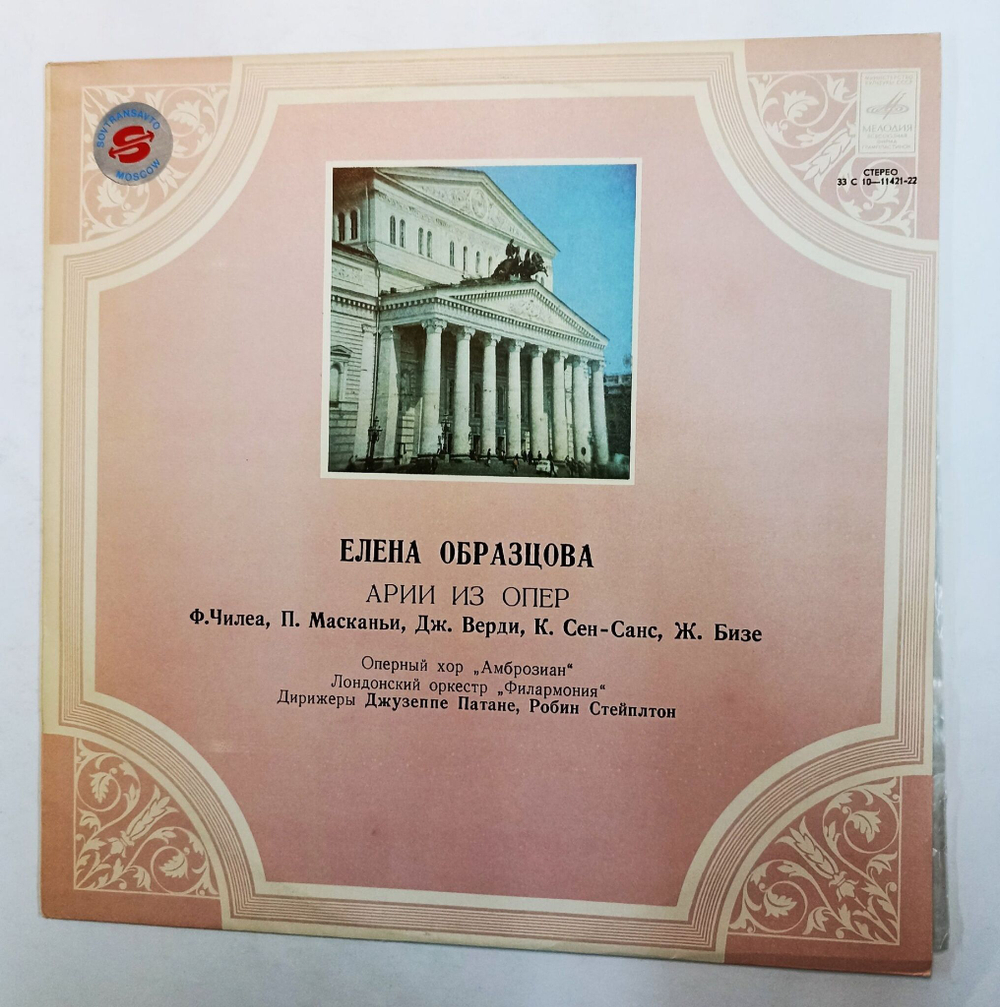 SOVTRANSAVTO
MOSCOW
МЕЛОДИЯ
СТЕРЕО
33 С 10—11421-22
ЕЛЕНА ОБРАЗЦОВА
АРИИ ИЗ ОПЕР
Ф.Чилеа, П. Масканьи, Дж. Верди, К. Сен-Санс, Ж. Бизе
Оперный хор „Амброзиан“
Лондонский оркестр „Филармония“
Дирижеры Джузеппе Патане, Робин Стейплтон